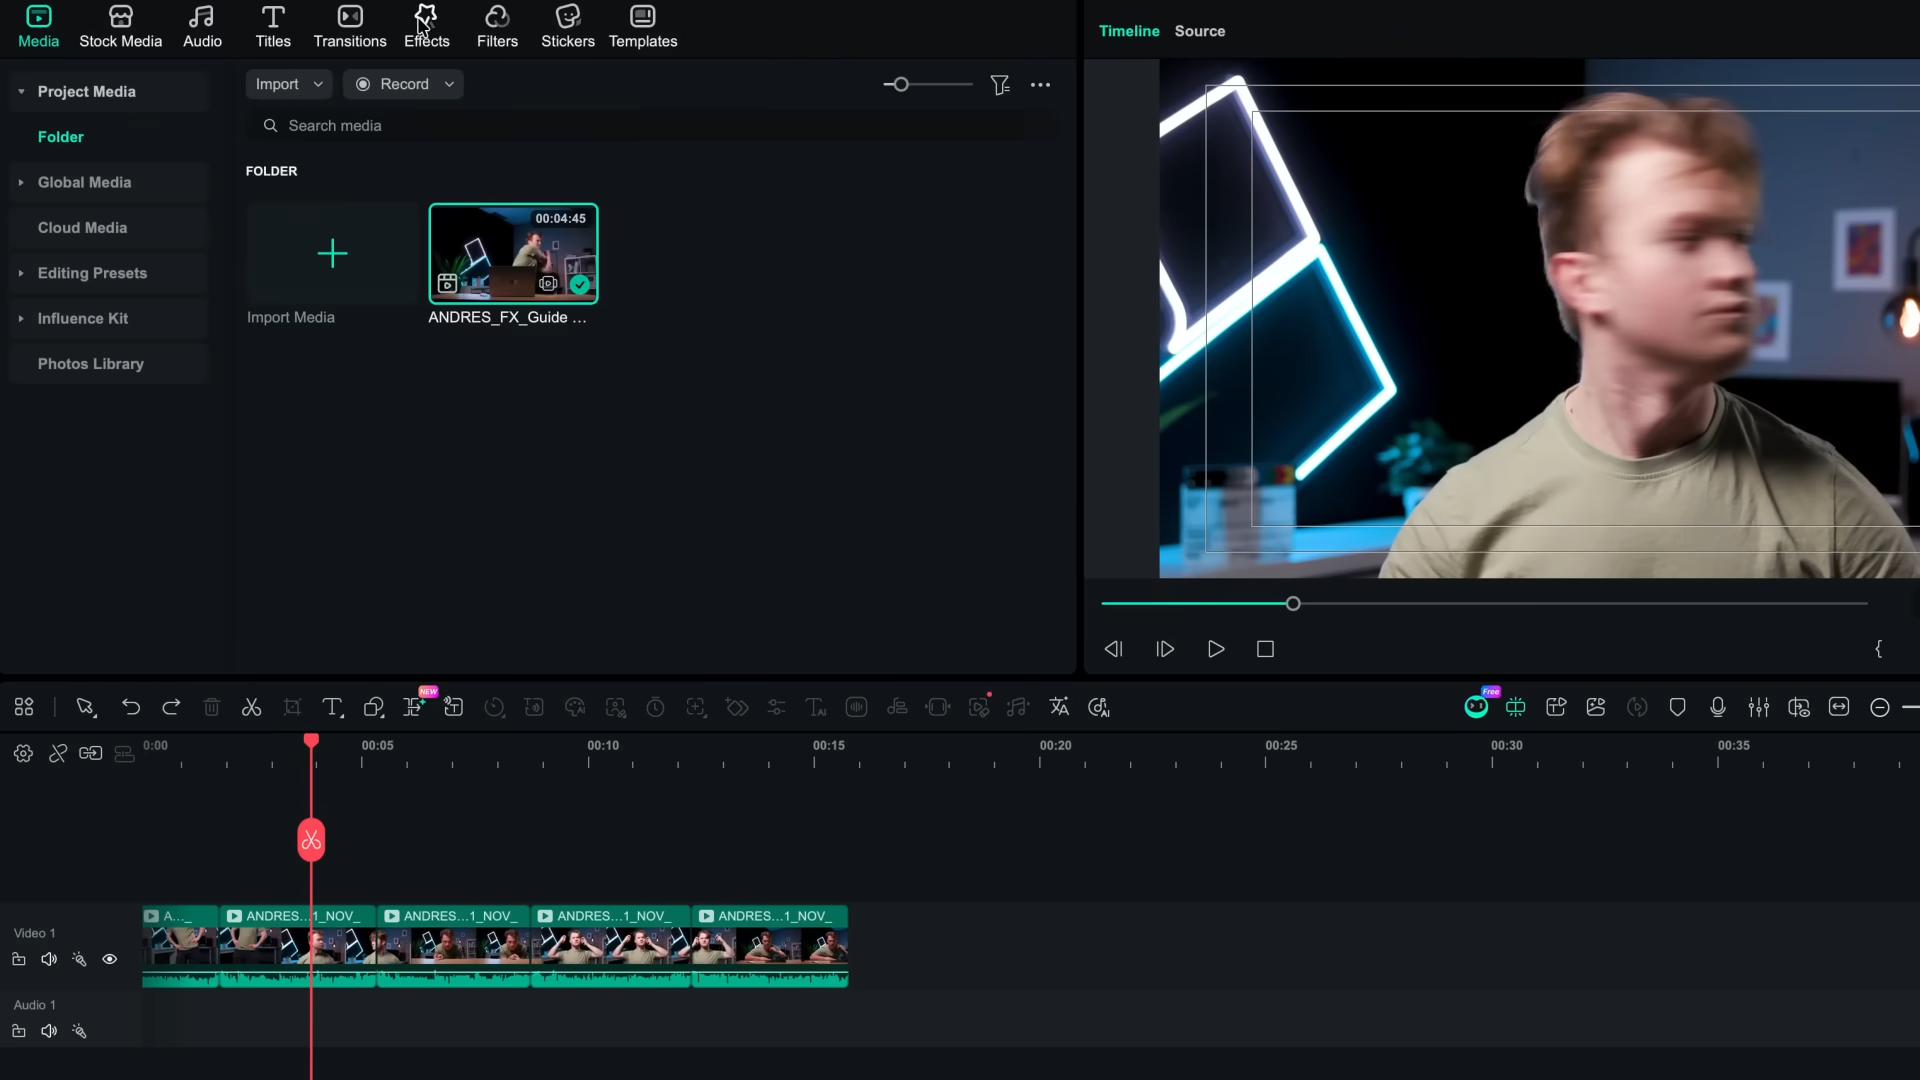 Media
Stock Media
Audio
Titles
Transitions
Effects
Filters
Stickers
Templates
Timeline
Source
Project Media
Folder
Global Media
Cloud Media
Editing Presets
Influence Kit
Photos Library
Import
Record
Search media
FOLDER
00:04:45
Import Media
ANDRES_FX_Guide ...
NEW
Free
0:00
00:05
00:10
00:15
00:20
00:25
00:30
00:35
A..._
ANDRES...1_NOV_
ANDRES...1_NOV_
ANDRES...1_NOV_
ANDRES...1_NOV_
Video 1
Audio 1